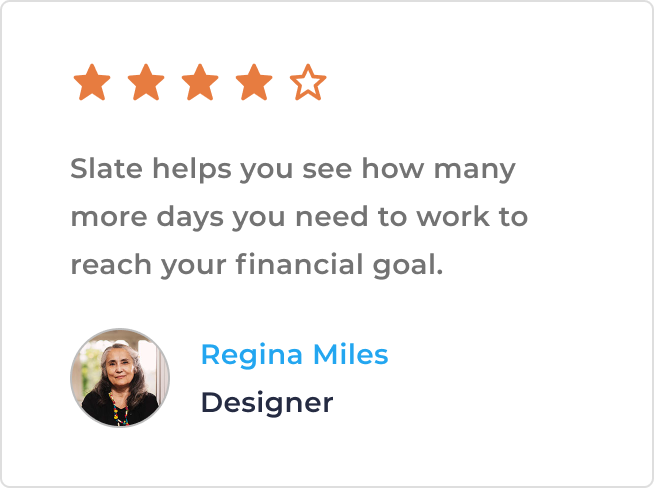 Slate helps you see how many
more days you need to work to
reach your financial goal.
Regina Miles
Designer